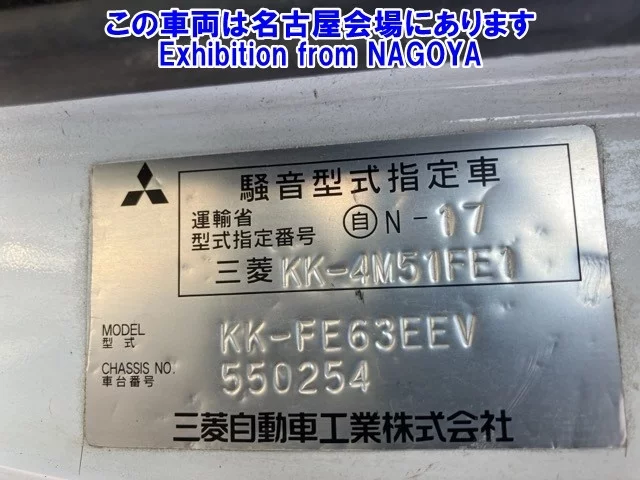 この車両は名古屋会場にあります
Exhibition from NAGOYA
騒音型式指定車
運輸省
型式指定番号 自 N-17
三菱 KK-4M51FE1
MODEL
型式 KK-FE63EEV
CHASSIS NO.
車台番号 550254
三菱自動車工業株式会社